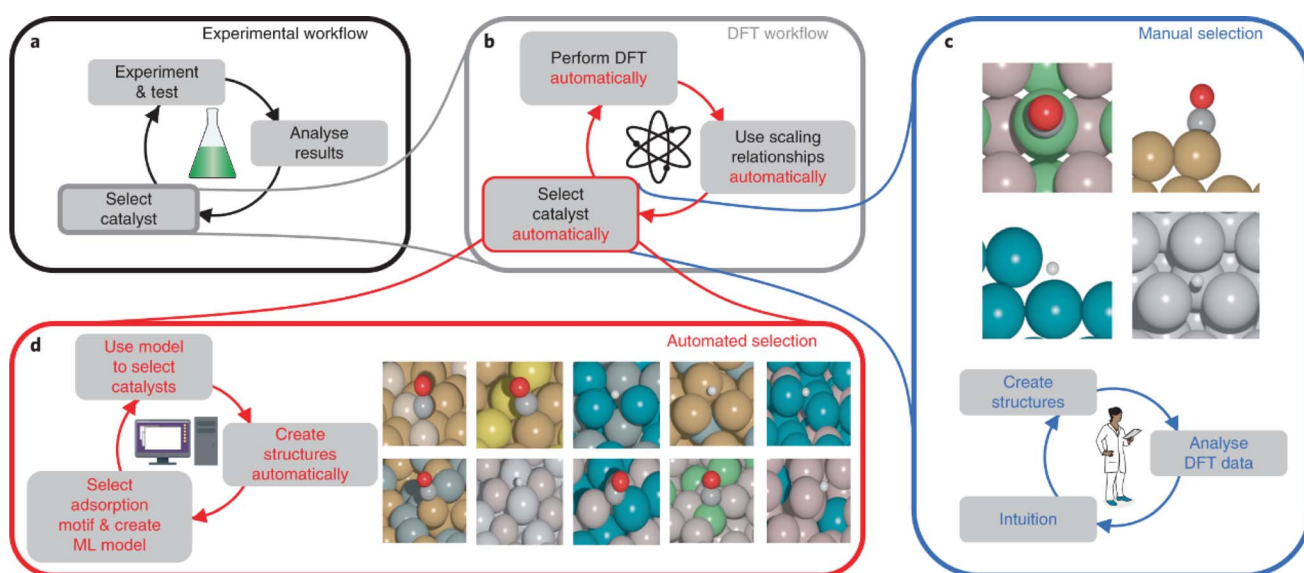 a
Experimental workflow
Experiment
& test
Analyse
results
Select
catalyst
b
DFT workflow
Perform DFT
automatically
Use scaling
relationships
automatically
Select
catalyst
automatically
c
Manual selection
Create
structures
Analyse
DFT data
Intuition
d
Automated selection
Use model
to select
catalysts
Create
structures
automatically
Select
adsorption
motif & create
ML model